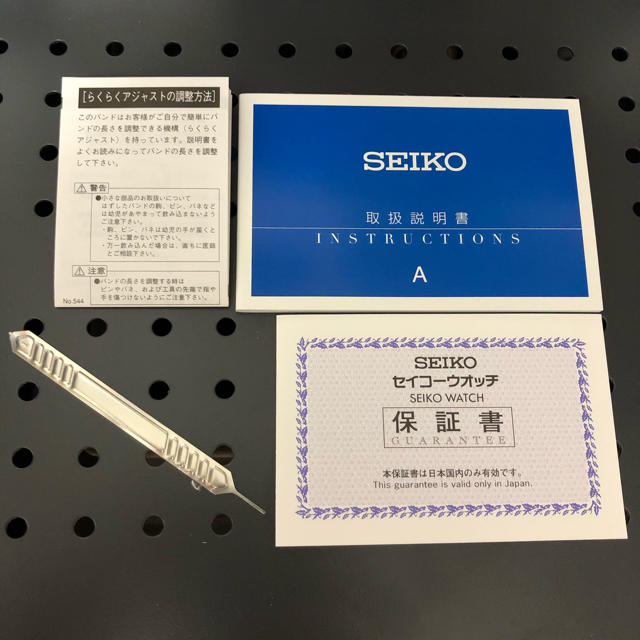 [らくらくアジャストの調整方法]
このバンドはお客様がご自分で簡単にバ
ンドの長さを調整できる機構(らくらく
アジャスト)を持っています。説明書を
よくお読みになってバンドの長さを調整
して下さい。
⚠ 警告
●小さな部品のお取扱いについて
はずしたバンドの駒、ピン、バネなど
は幼児があやまって飲み込まないよう
ご注意下さい。
・駒、ピン、バネは幼児の手が届くと
ころに置かないで下さい。
・万一飲み込んだ場合は、直ちに医師
とご相談下さい。
⚠ 注意
●バンドの長さを調整する時は
ピンやバネ、および工具の先端で指や
手を傷つけないようにご注意下さい。
No.544
SEIKO
取扱説明書
INSTRUCTIONS
A
SEIKO
セイコーウオッチ
SEIKO WATCH
保証書
GUARANTEE
本保証書は日本国内のみ有効です。
This guarantee is valid only in Japan.